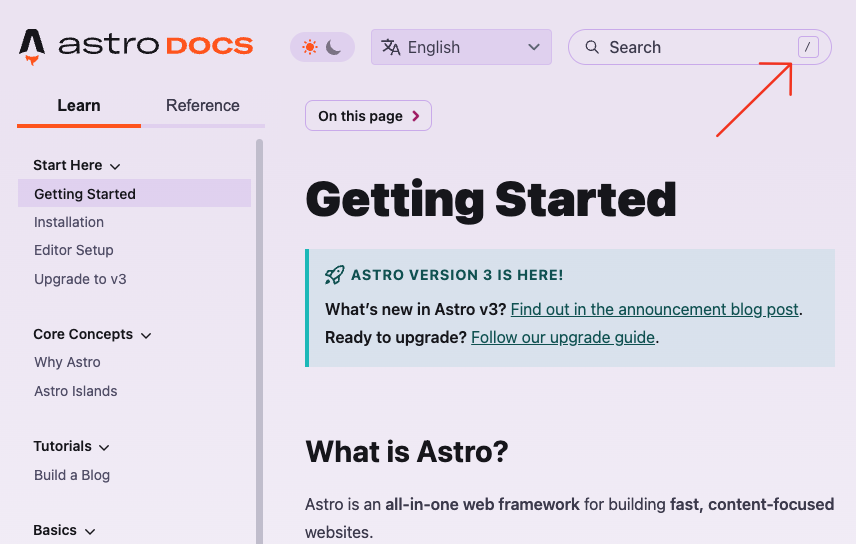 astro DOCS
English
Search
/
Learn
Reference
On this page
Start Here
Getting Started
Installation
Editor Setup
Upgrade to v3
Core Concepts
Why Astro
Astro Islands
Tutorials
Build a Blog
Basics
Getting Started
ASTRO VERSION 3 IS HERE!
What's new in Astro v3? Find out in the announcement blog post.
Ready to upgrade? Follow our upgrade guide.
What is Astro?
Astro is an all-in-one web framework for building fast, content-focused
websites.